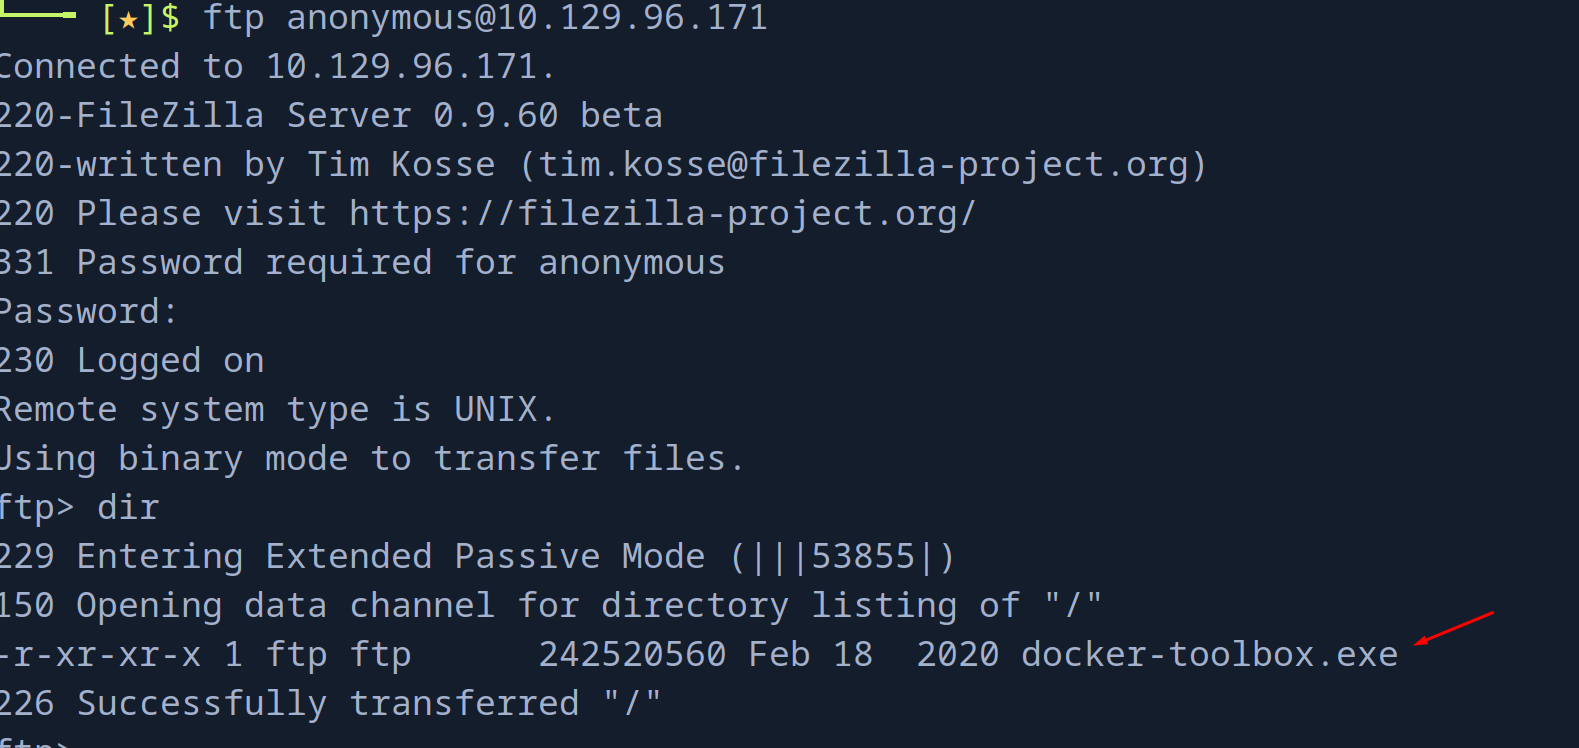 [★]$ ftp anonymous@10.129.96.171
Connected to 10.129.96.171.
220-FileZilla Server 0.9.60 beta
220-written by Tim Kosse (tim.kosse@filezilla-project.org)
220 Please visit https://filezilla-project.org/
331 Password required for anonymous
Password:
230 Logged on
Remote system type is UNIX.
Using binary mode to transfer files.
ftp> dir
229 Entering Extended Passive Mode (|||53855|)
150 Opening data channel for directory listing of "/"
-r-xr-xr-x 1 ftp ftp      242520560 Feb 18  2020 docker-toolbox.exe
226 Successfully transferred "/"
ftp>